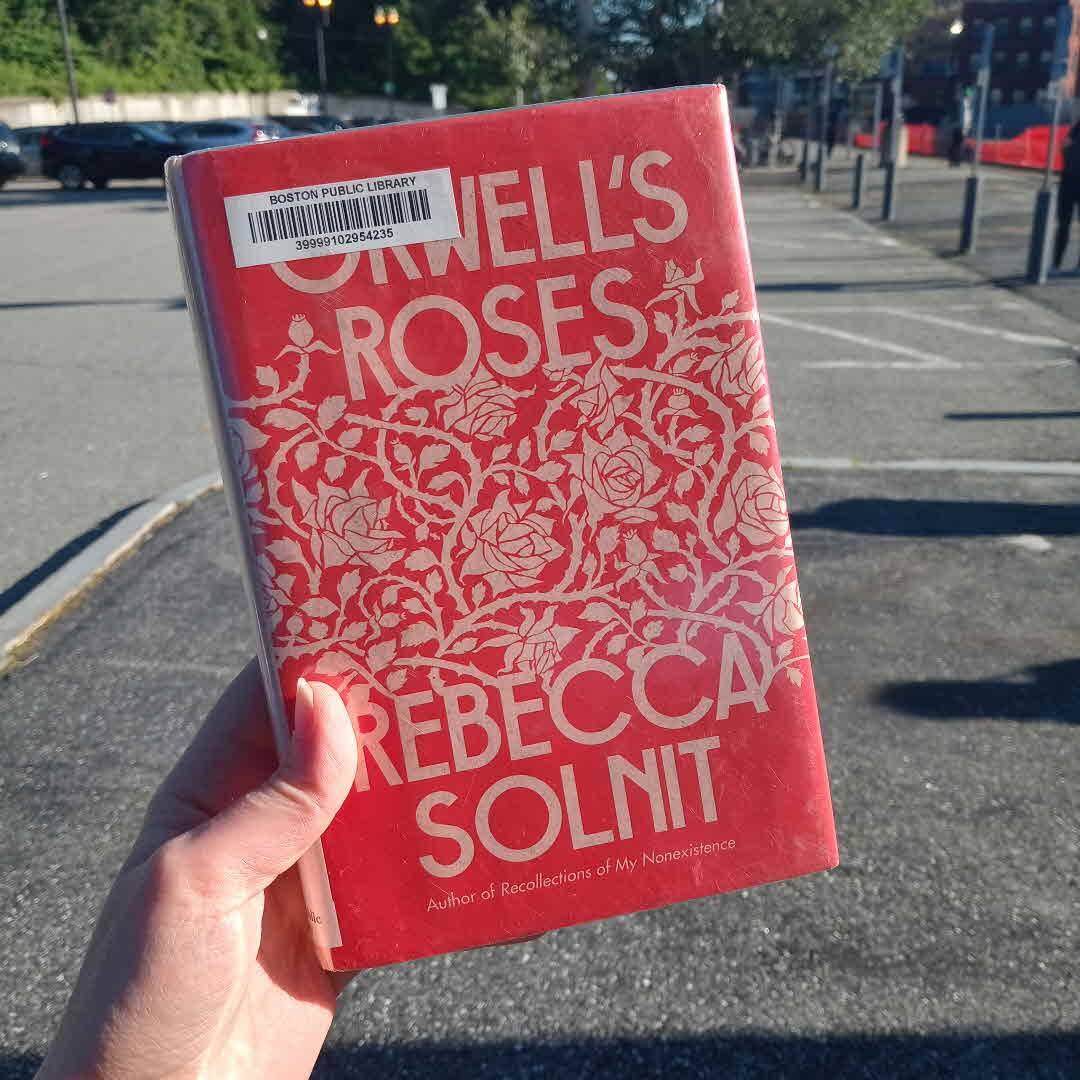 BOSTON PUBLIC LIBRARY
39999102954235
ORWELL'S
ROSES
REBECCA
SOLNIT
Author of Recollections of My Nonexistence